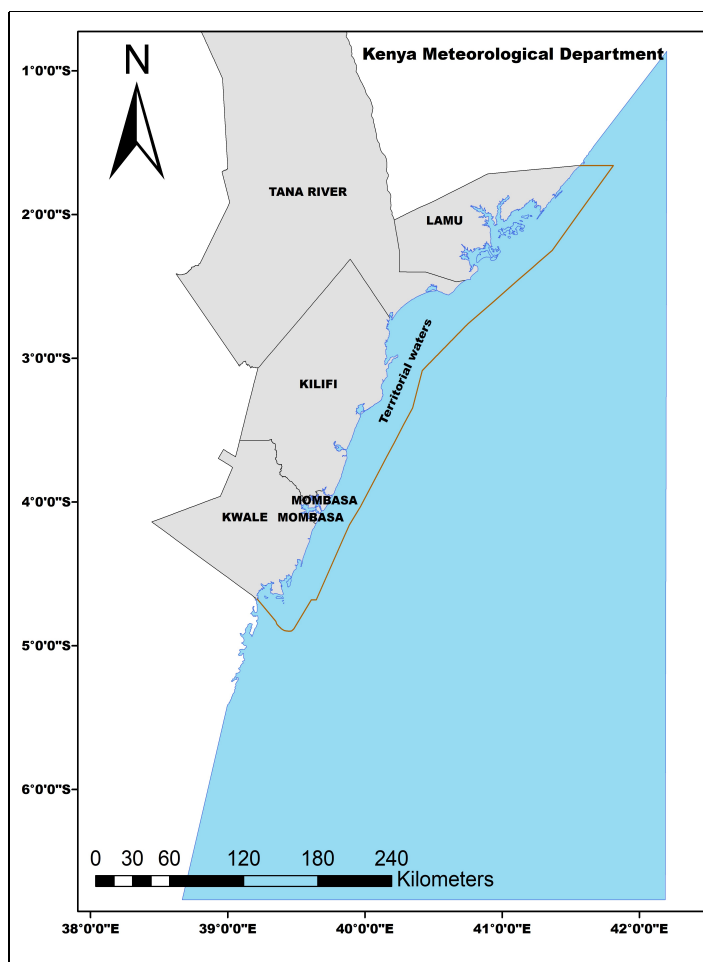 Kenya Meteorological Department
N
1°0'0"S
2°0'0"S
3°0'0"S
4°0'0"S
5°0'0"S
6°0'0"S
TANA RIVER
LAMU
Territorial waters
KILIFI
MOMBASA
KWALE MOMBASA
0 30 60 120 180 240
Kilometers
38°0'0"E 39°0'0"E 40°0'0"E 41°0'0"E 42°0'0"E